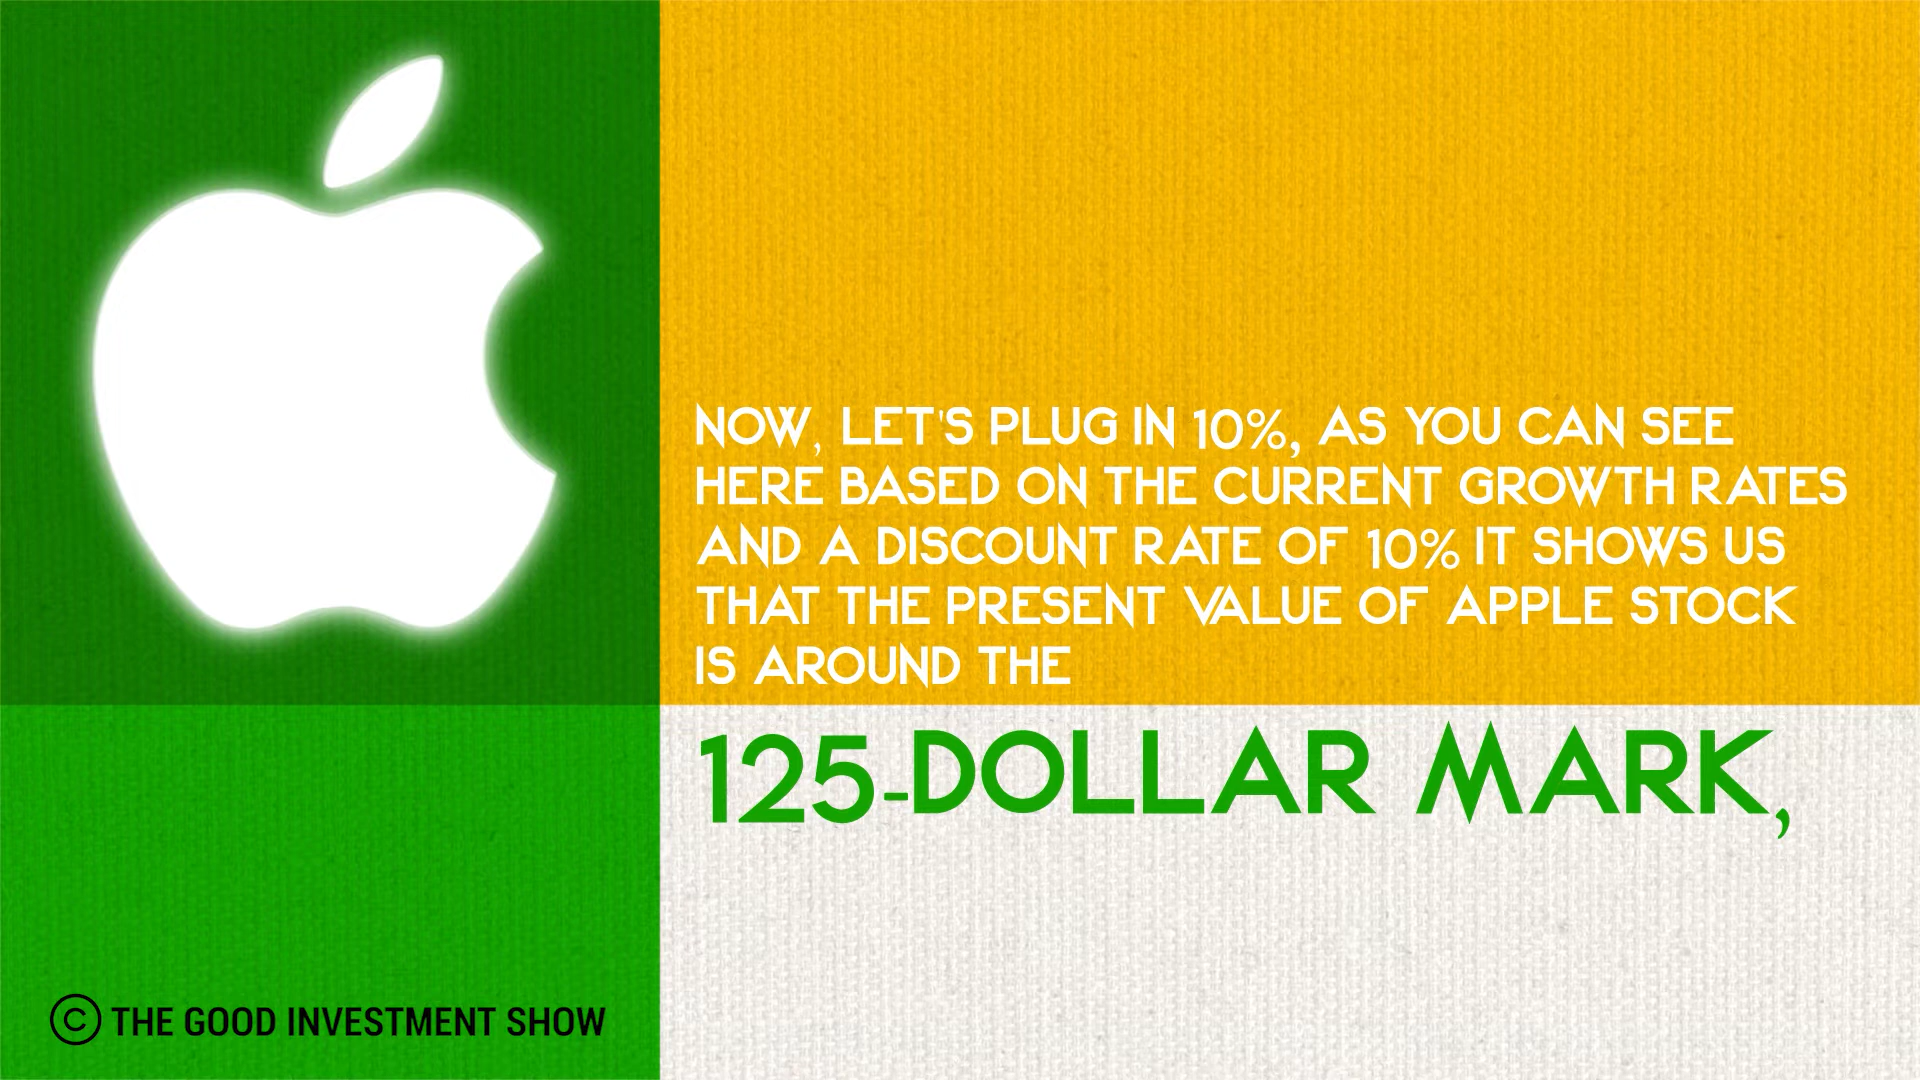 NOW, LET'S PLUG IN 10%, AS YOU CAN SEE
HERE BASED ON THE CURRENT GROWTH RATES
AND A DISCOUNT RATE OF 10% IT SHOWS US
THAT THE PRESENT VALUE OF APPLE STOCK
IS AROUND THE
125-DOLLAR MARK,
© THE GOOD INVESTMENT SHOW